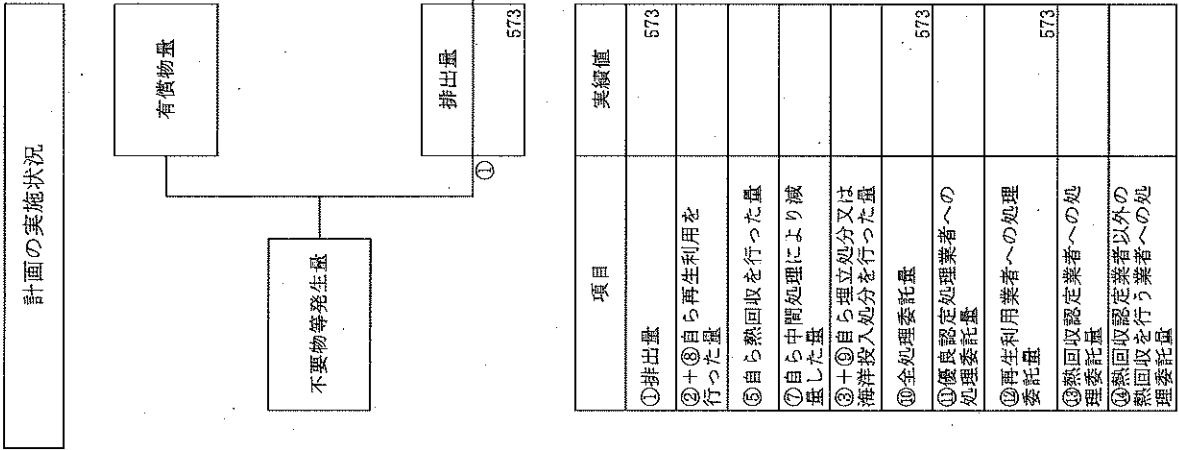 計画の実施状況
有償物量
不要物等発生量
①
排出量
573
項目
実績値
①排出量
573
②+⑧自ら再生利用を
行った量
⑤自ら熱回収を行った量
⑦自ら中間処理により減
量した量
③+⑨自ら埋立処分又は
海洋投入処分を行った量
⑩全処理委託量
573
⑪優良認定処理業者への
処理委託量
⑫再生利用業者への処理
委託量
573
⑬熱回収認定業者への処
理委託量
⑭熱回収認定業者以外の
熱回収を行う業者への処
理委託量